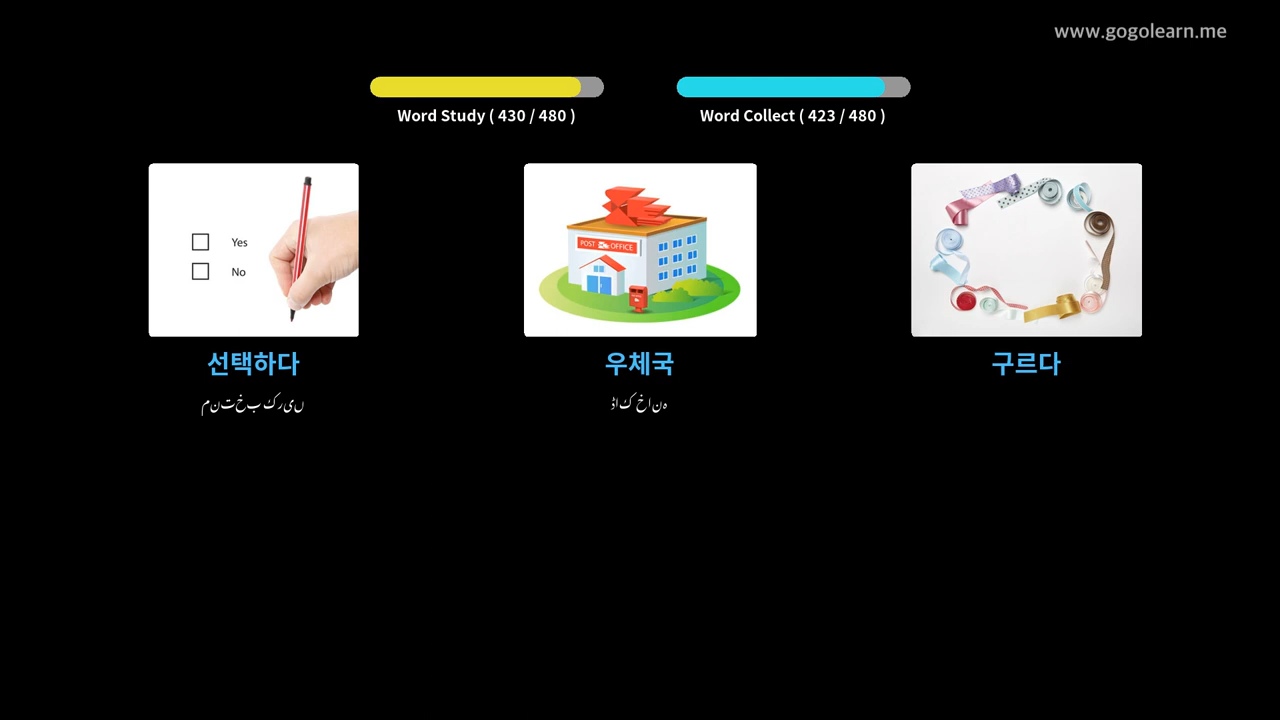 www.gogolearn.me
Word Study ( 430 / 480 )
Word Collect ( 423 / 480 )
Yes
No
POST OFFICE
선택하다
우체국
구르다
منتخب کریں
ڈاک خانہ